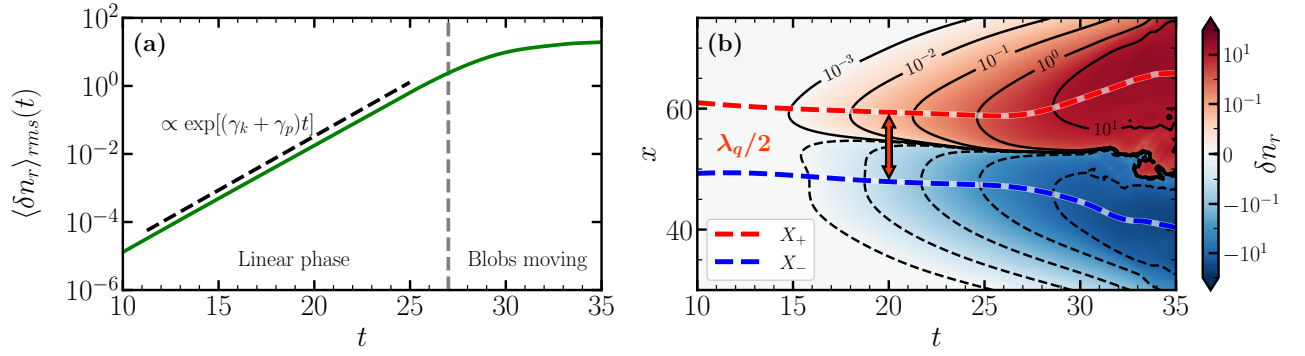 (a)
10^2
10^0
10^{-2}
10^{-4}
10^{-6}
⟨δn_r⟩_{rms}(t)
∝ exp[(γ_k + γ_p)t]
Linear phase
Blobs moving
10 15 20 25 30 35
t
(b)
60
40
x
10^{-3}
10^{-2}
10^{-1}
10^0
10^1
λ_q/2
X_+
X_−
10 15 20 25 30 35
t
10^1
10^{-1}
0
−10^{-1}
−10^1
δn_r